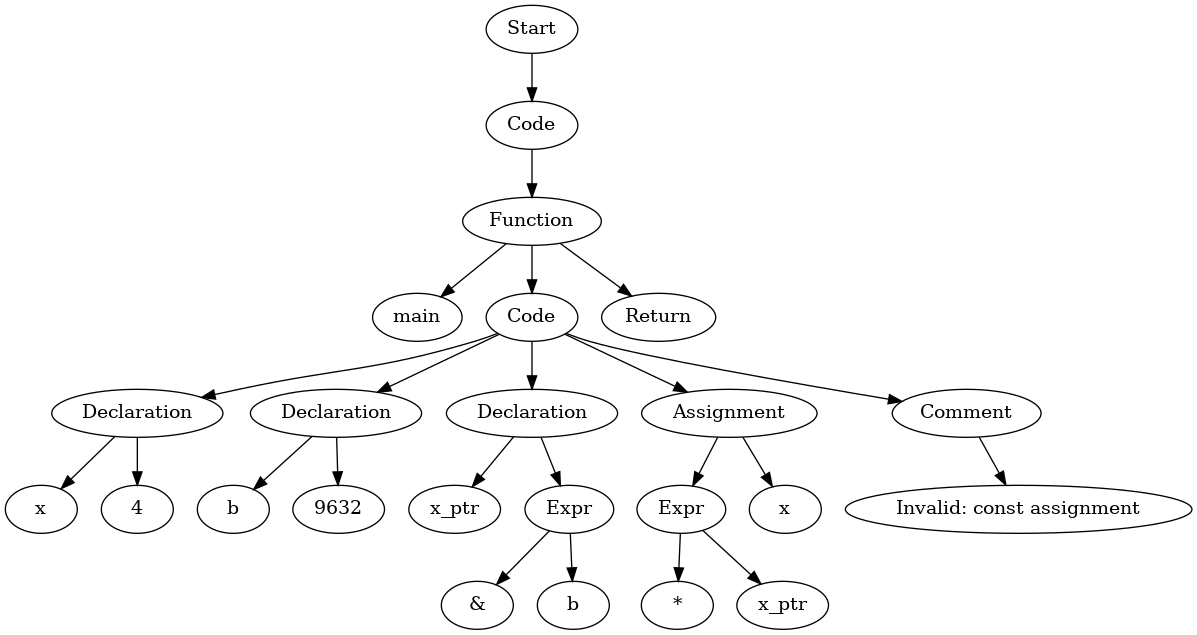 Start
Code
Function
main
Code
Return
Declaration
Declaration
Declaration
Assignment
Comment
x
4
b
9632
x_ptr
Expr
Expr
x
Invalid: const assignment
&
b
*
x_ptr